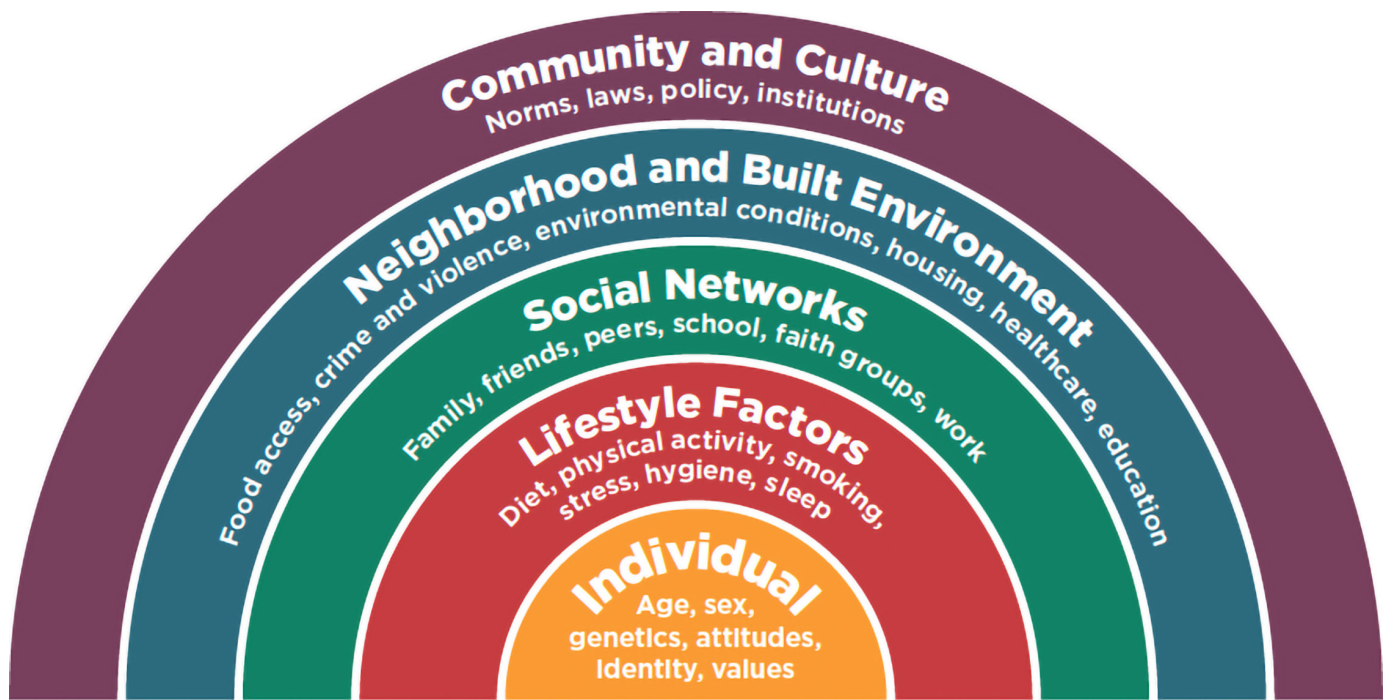 Community and Culture
Norms, laws, policy, institutions
Neighborhood and Built Environment
Food access, crime and violence, environmental conditions, housing, healthcare, education
Social Networks
Family, friends, peers, school, faith groups, work
Lifestyle Factors
Diet, physical activity, smoking,
stress, hygiene, sleep
Individual
Age, sex,
genetics, attitudes,
identity, values